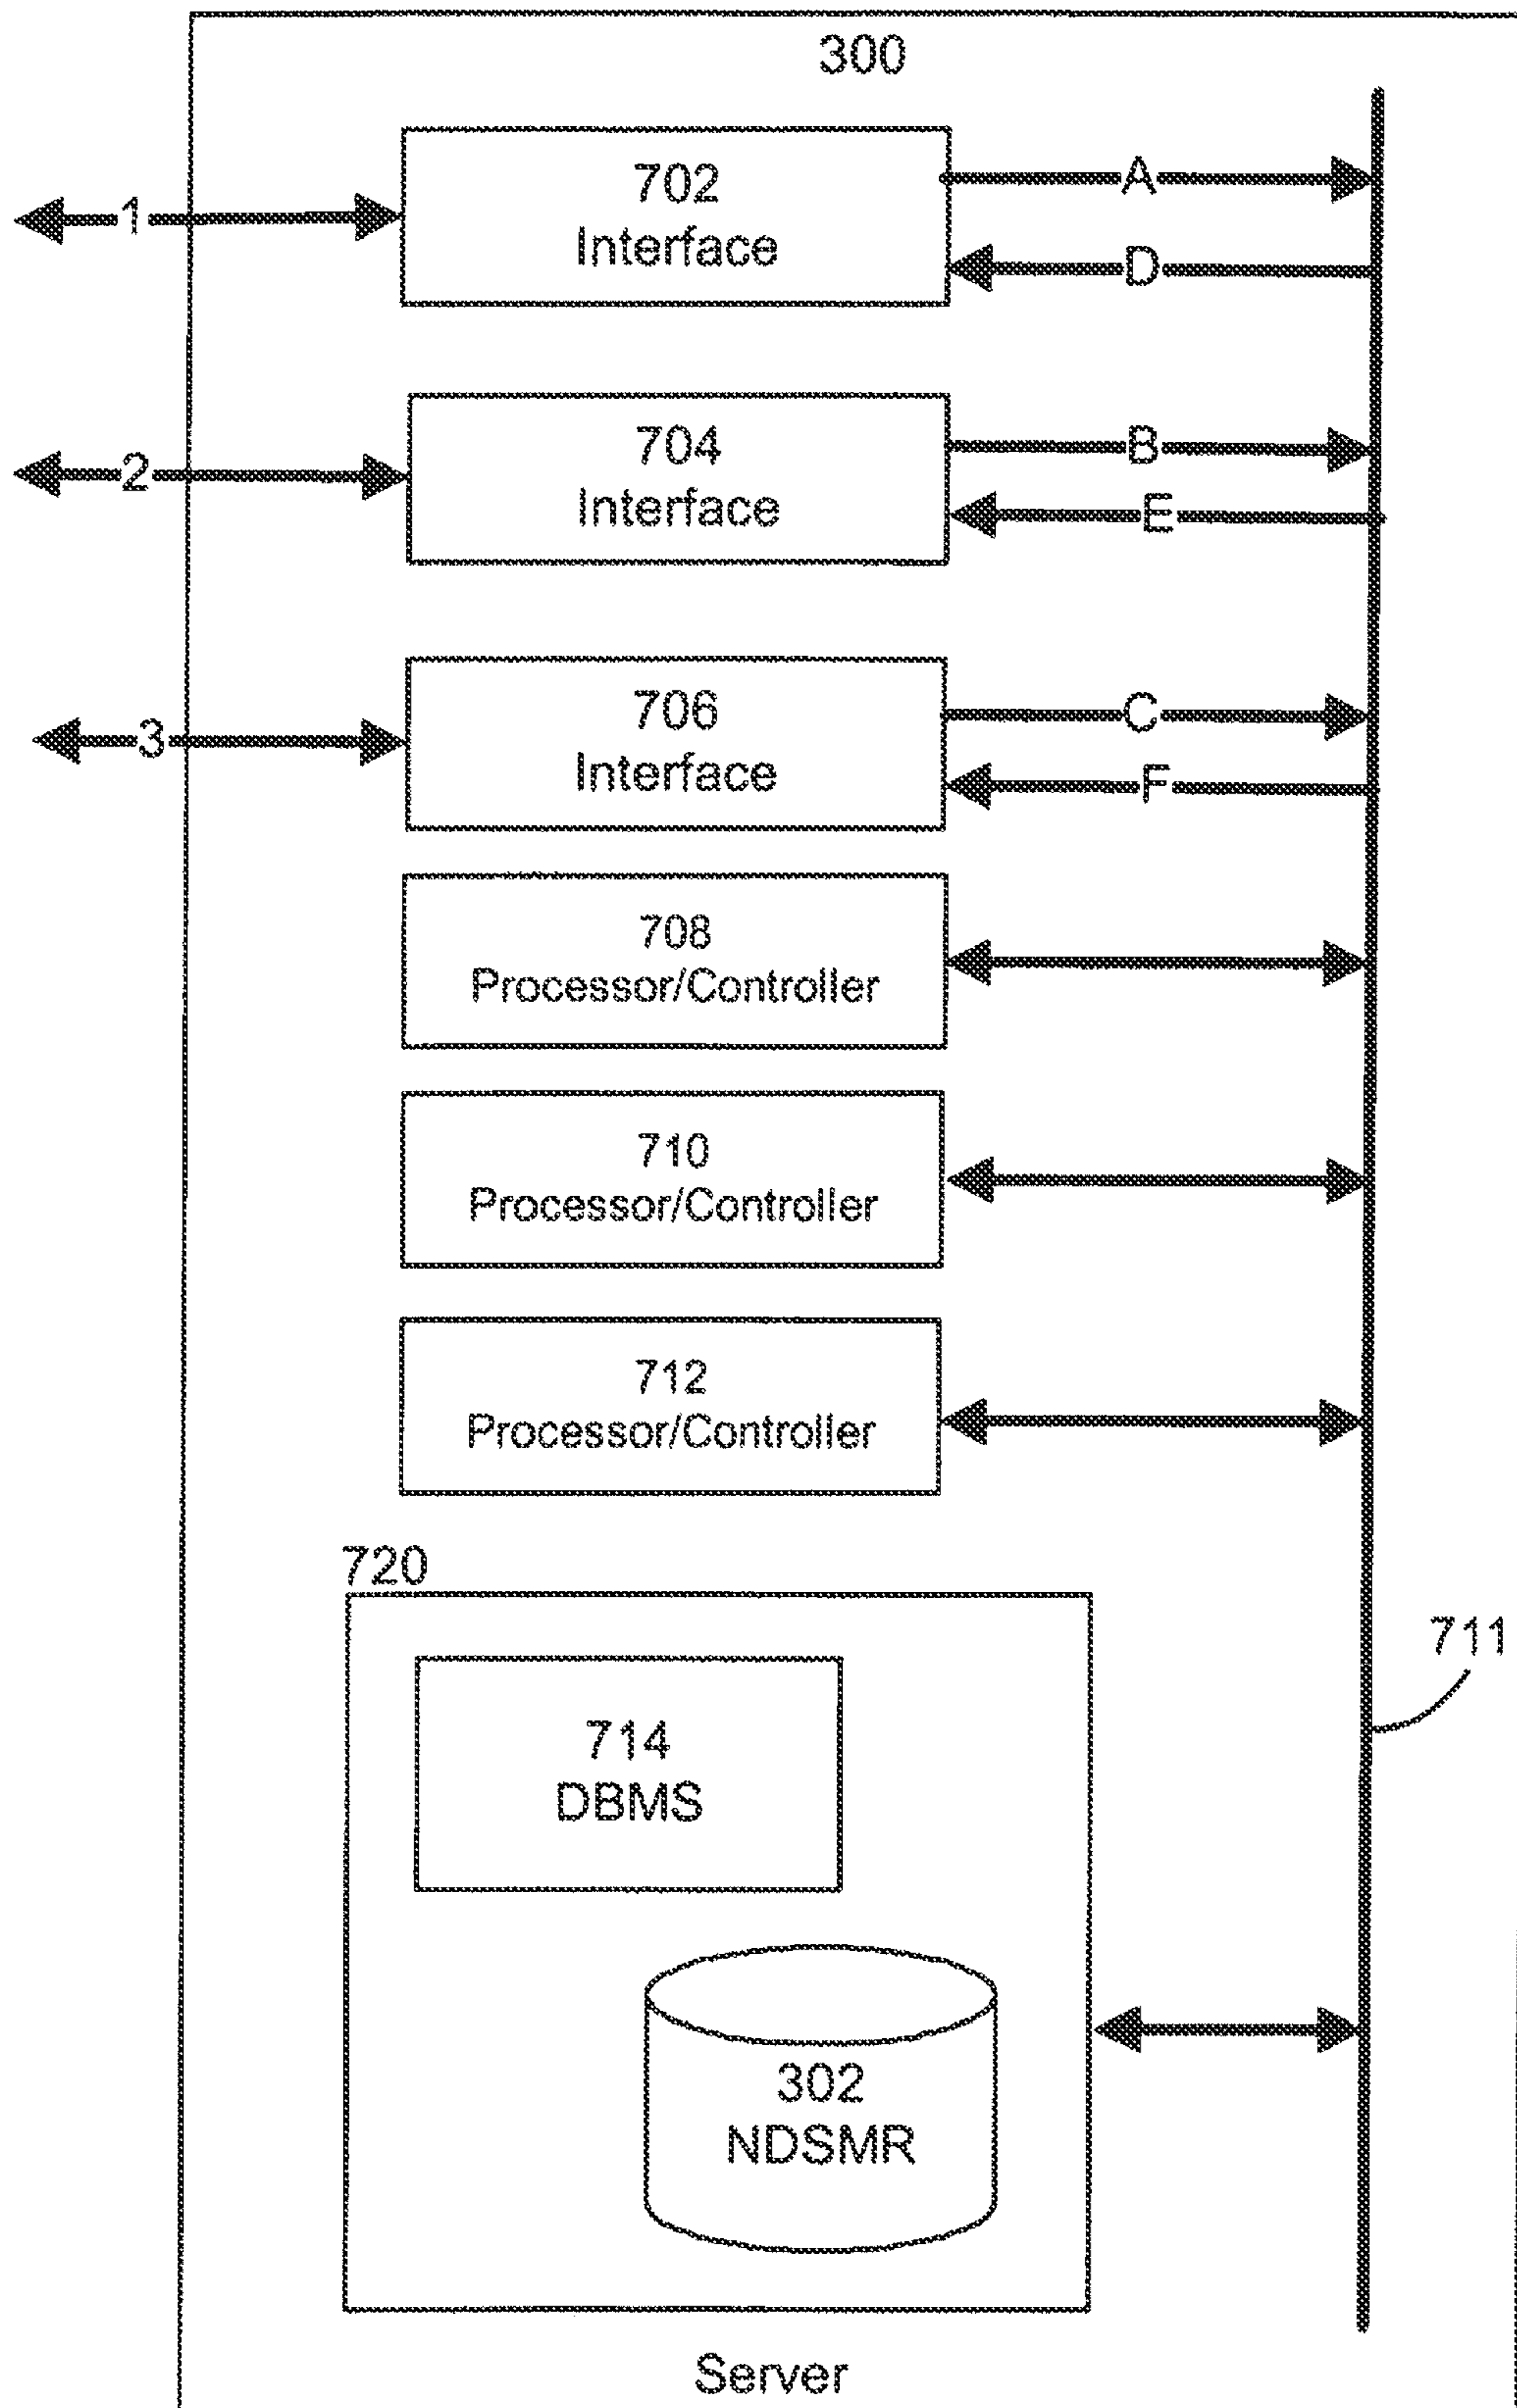 300
702
Interface
1
A
D
704
Interface
2
B
E
706
Interface
3
C
F
708
Processor/Controller
710
Processor/Controller
712
Processor/Controller
720
714
DBMS
711
302
NDSMR
Server